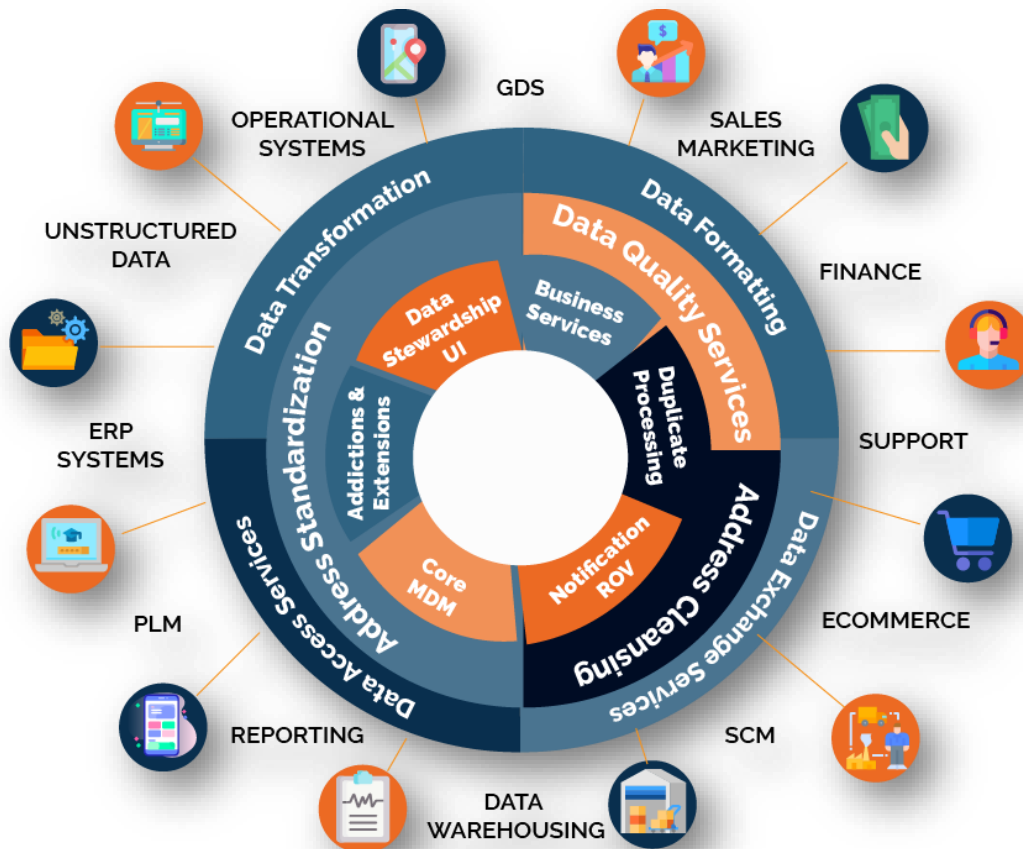 GDS
OPERATIONAL
SYSTEMS
SALES
MARKETING
UNSTRUCTURED
DATA
FINANCE
ERP
SYSTEMS
SUPPORT
PLM
ECOMMERCE
REPORTING
SCM
DATA
WAREHOUSING
Data Transformation
Data Formatting
Data Access Services
Data Exchange Services
Address Standardization
Data Quality Services
Address Cleansing
Data
Stewardship
UI
Business
Services
Addictions &
Extensions
Duplicate
Processing
Core
MDM
Notification
ROV
$